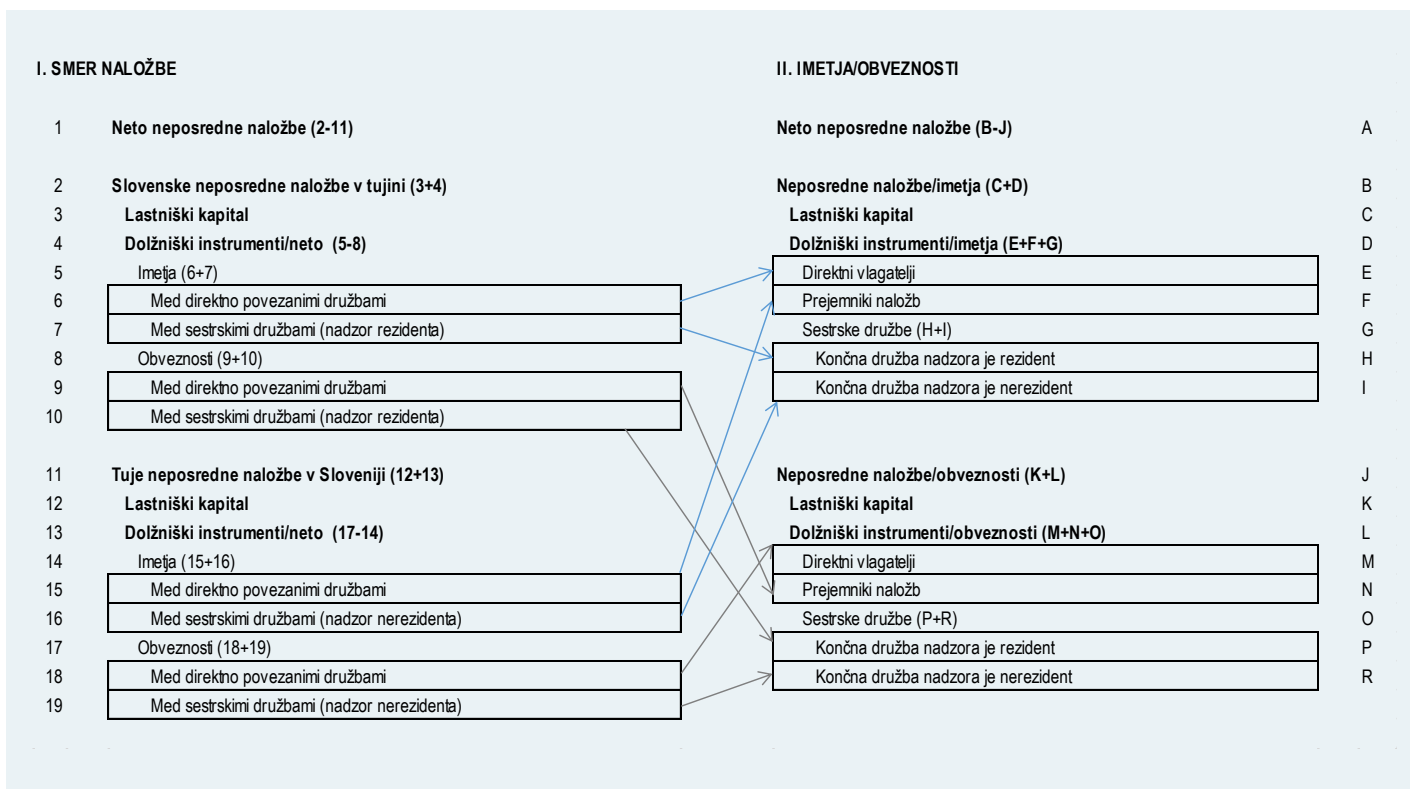 I. SMER NALOŽBE II. IMETJA/OBVEZNOSTI
1 Neto neposredne naložbe (2-11) Neto neposredne naložbe (B-J) A
2 Slovenske neposredne naložbe v tujini (3+4) Neposredne naložbe/imetja (C+D) B
3 Lastniški kapital Lastniški kapital C
4 Dolžniški instrumenti/neto (5-8) Dolžniški instrumenti/imetja (E+F+G) D
5 Imetja (6+7) Direktni vlagatelji E
6 Med direktno povezanimi družbami Prejemniki naložb F
7 Med sestrskimi družbami (nadzor rezidenta) Sestrske družbe (H+I) G
8 Obveznosti (9+10) Končna družba nadzora je rezident H
9 Med direktno povezanimi družbami Končna družba nadzora je nerezident I
10 Med sestrskimi družbami (nadzor rezidenta)
11 Tuje neposredne naložbe v Sloveniji (12+13) Neposredne naložbe/obveznosti (K+L) J
12 Lastniški kapital Lastniški kapital K
13 Dolžniški instrumenti/neto (17-14) Dolžniški instrumenti/obveznosti (M+N+O) L
14 Imetja (15+16) Direktni vlagatelji M
15 Med direktno povezanimi družbami Prejemniki naložb N
16 Med sestrskimi družbami (nadzor nerezidenta) Sestrske družbe (P+R) O
17 Obveznosti (18+19) Končna družba nadzora je rezident P
18 Med direktno povezanimi družbami Končna družba nadzora je nerezident R
19 Med sestrskimi družbami (nadzor nerezidenta)